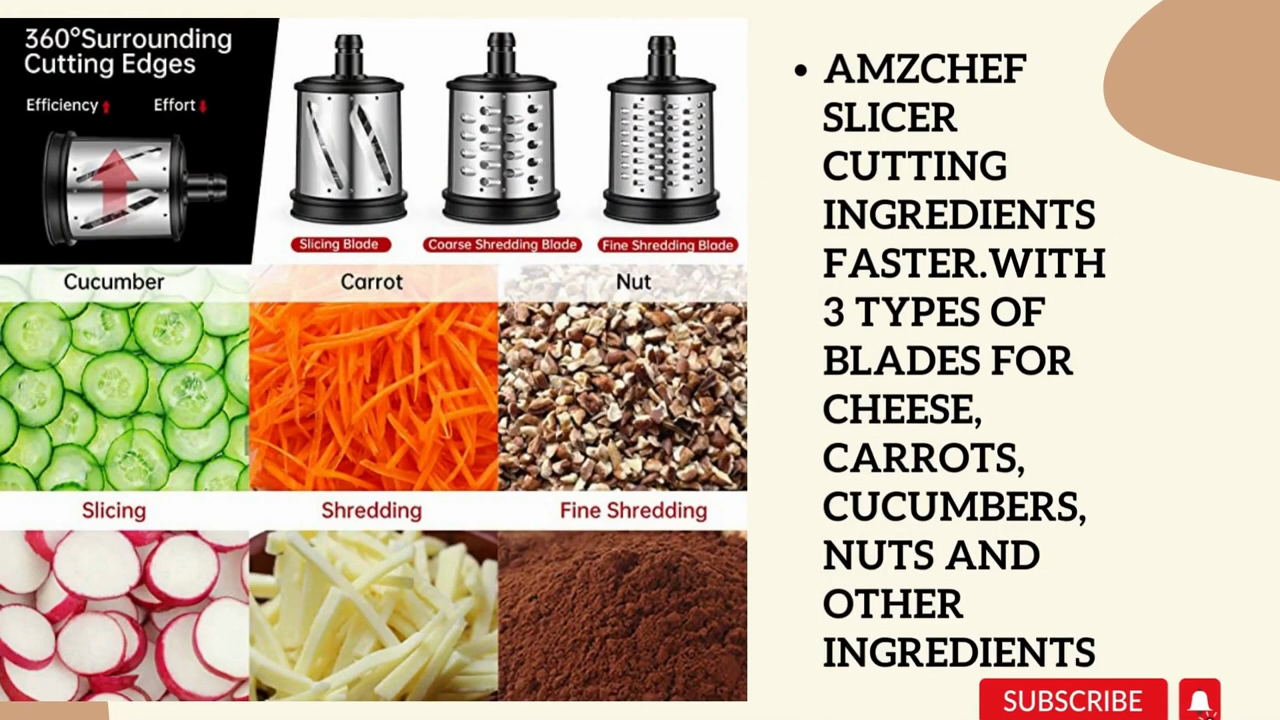 360°Surrounding
Cutting Edges
Efficiency
Effort
Slicing Blade
Coarse Shredding Blade
Fine Shredding Blade
Cucumber
Carrot
Nut
Slicing
Shredding
Fine Shredding
• AMZCHEF
SLICER
CUTTING
INGREDIENTS
FASTER.WITH
3 TYPES OF
BLADES FOR
CHEESE,
CARROTS,
CUCUMBERS,
NUTS AND
OTHER
INGREDIENTS
SUBSCRIBE